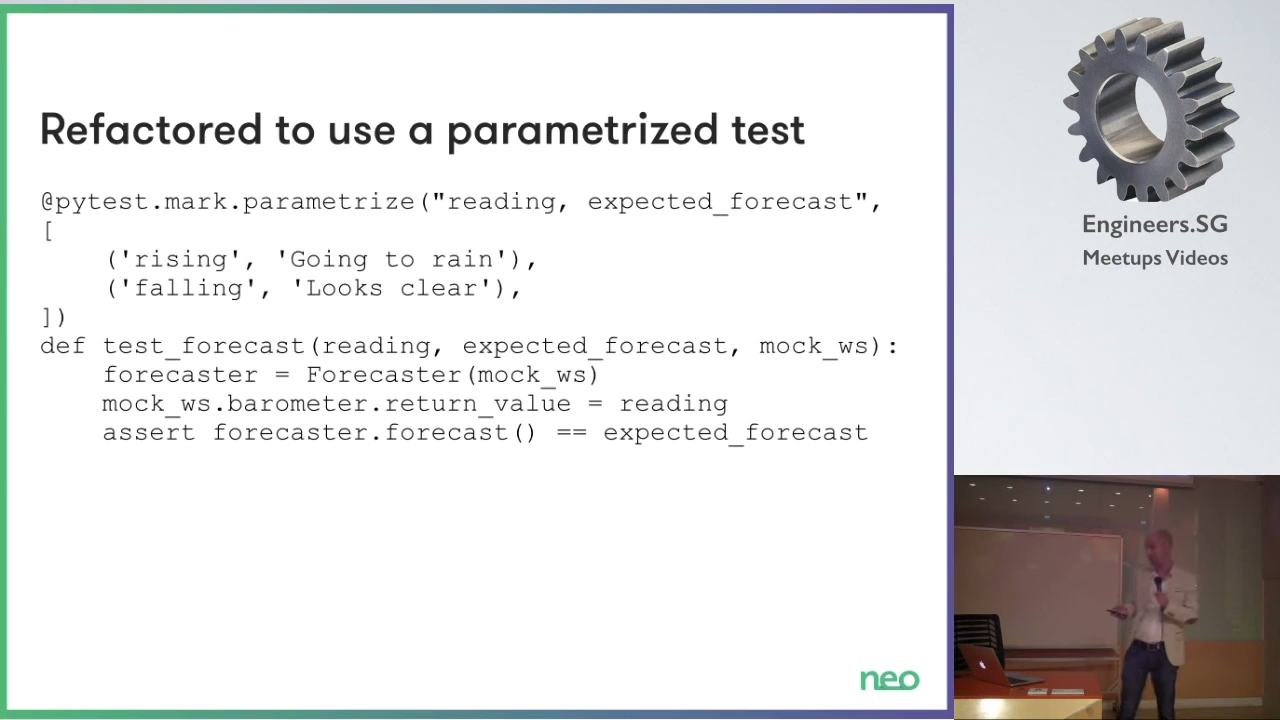 Refactored to use a parametrized test
@pytest.mark.parametrize("reading, expected_forecast",
[
    ('rising', 'Going to rain'),
    ('falling', 'Looks clear'),
])
def test_forecast(reading, expected_forecast, mock_ws):
    forecaster = Forecaster(mock_ws)
    mock_ws.barometer.return_value = reading
    assert forecaster.forecast() == expected_forecast
neo
Engineers.SG
Meetups Videos